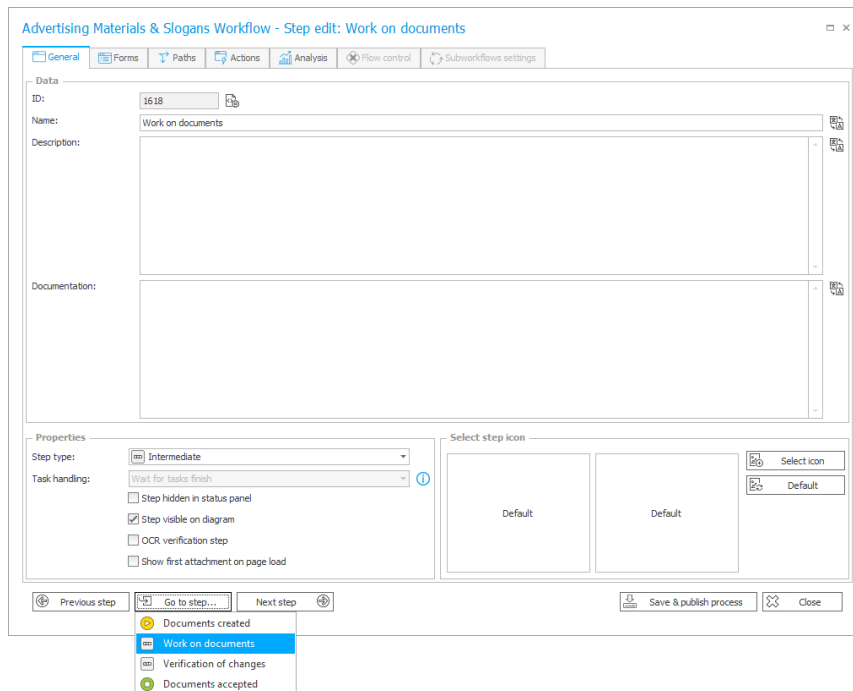 Advertising Materials & Slogans Workflow - Step edit: Work on documents
General Forms Paths Actions Analysis Flow control Subworkflows settings
Data
ID: 1618
Name: Work on documents
Description:
Documentation:
Properties
Step type: Intermediate
Task handling: Wait for tasks finish
Step hidden in status panel
Step visible on diagram
OCR verification step
Show first attachment on page load
Select step icon
Default Default
Select icon
Default
Previous step Go to step... Next step Save & publish process Close
Documents created
Work on documents
Verification of changes
Documents accepted